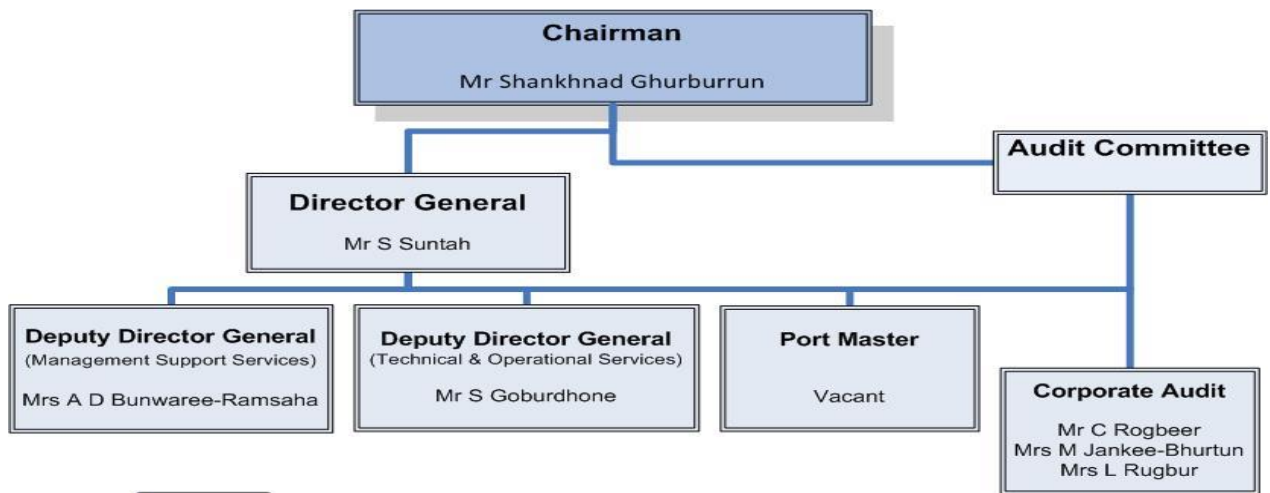 Chairman
Mr Shankhnad Ghurburrun
Audit Committee
Director General
Mr S Suntah
Deputy Director General
(Management Support Services)
Mrs A D Bunwaree-Ramsaha
Deputy Director General
(Technical & Operational Services)
Mr S Goburdhone
Port Master
Vacant
Corporate Audit
Mr C Rogbeer
Mrs M Jankee-Bhurtun
Mrs L Rugbur